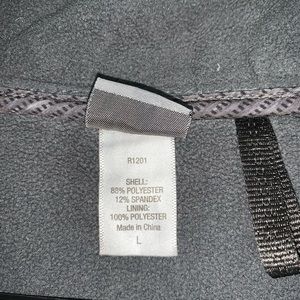 R1201
SHELL:
88% POLYESTER
12% SPANDEX
LINING:
100% POLYESTER
Made in China
L